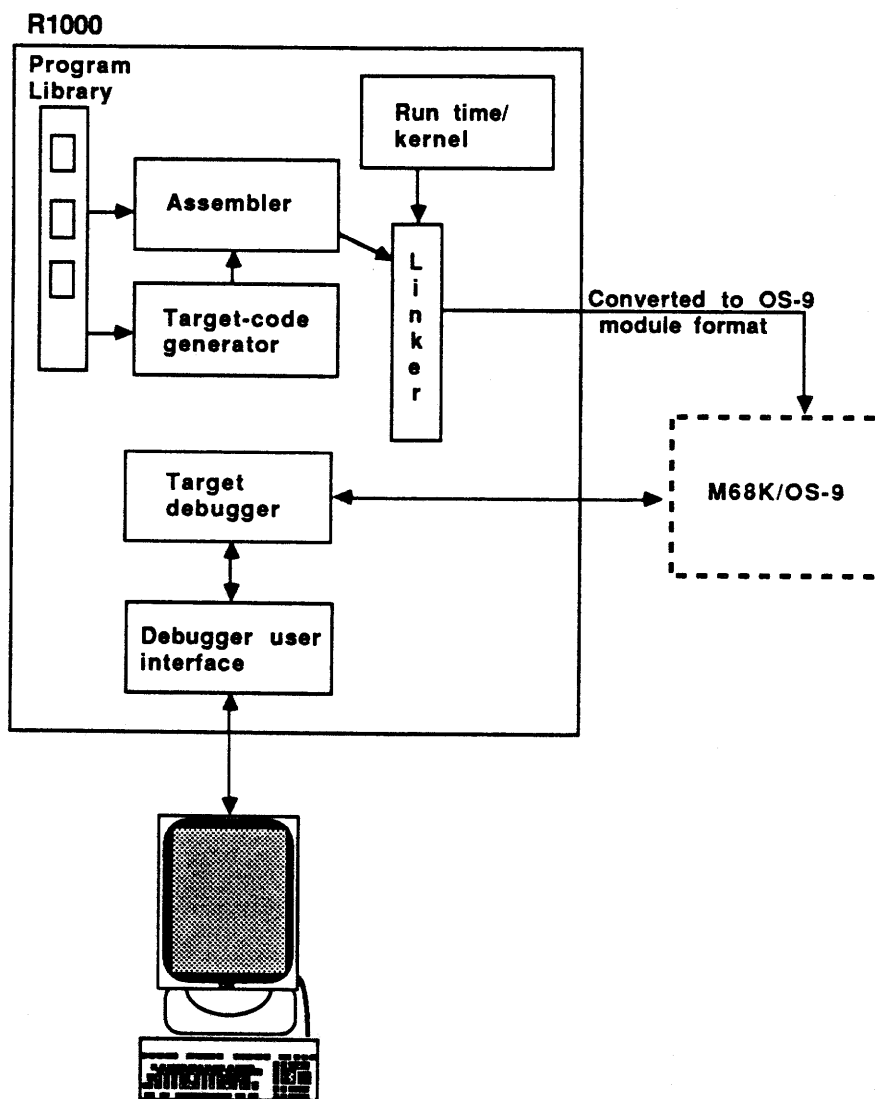 R1000
Program
Library
Run time/
kernel
Assembler
Linker
Target-code
generator
Converted to OS-9
module format
Target
debugger
M68K/OS-9
Debugger user
interface